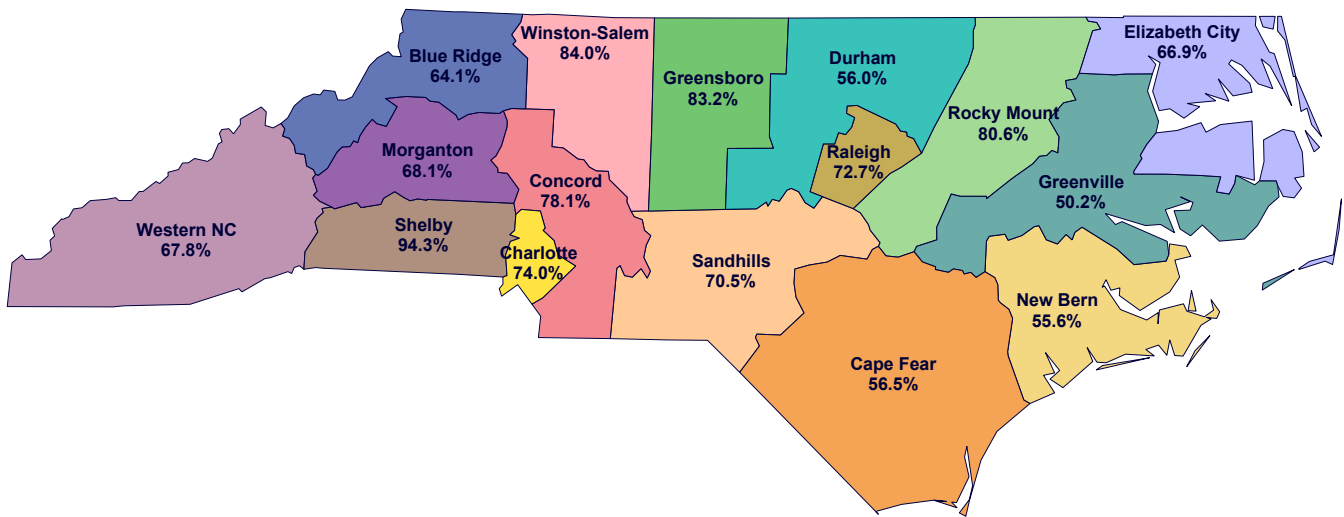 Winston-Salem
84.0%
Elizabeth City
66.9%
Blue Ridge
64.1%
Durham
56.0%
Greensboro
83.2%
Rocky Mount
80.6%
Morganton
68.1%
Raleigh
72.7%
Concord
78.1%
Greenville
50.2%
Western NC
67.8%
Shelby
94.3%
Charlotte
74.0%
Sandhills
70.5%
New Bern
55.6%
Cape Fear
56.5%